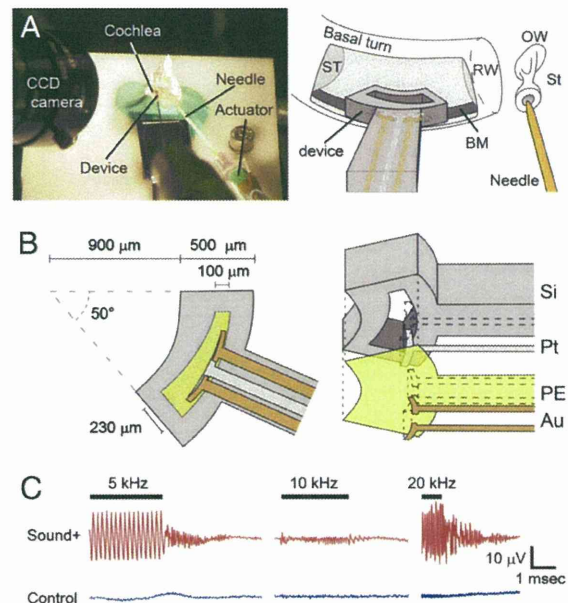 A
Cochlea
CCD
camera
Needle
Actuator
Device
Basal turn
ST
RW
OW
St
device
BM
Needle
B
900 μm
500 μm
100 μm
50°
230 μm
Si
Pt
PE
Au
C
5 kHz
10 kHz
20 kHz
Sound+
10 μV
1 msec
Control